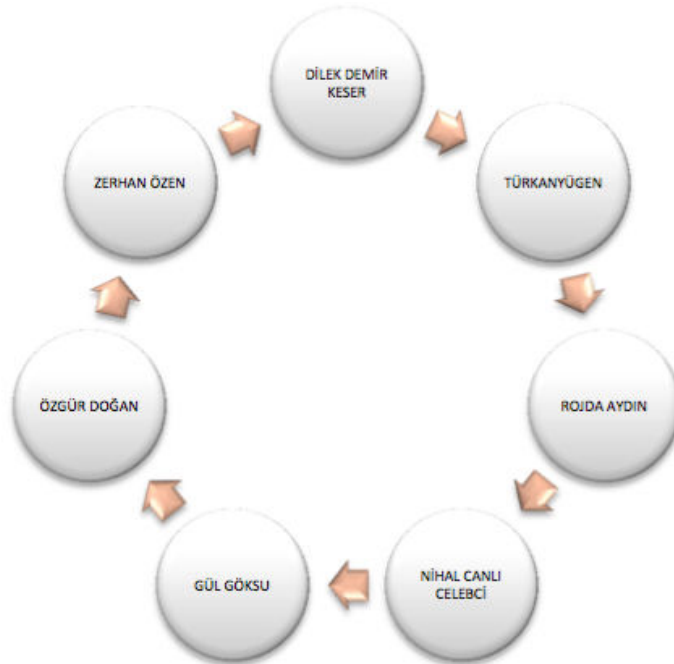 DİLEK DEMİR
KESER
TÜRKANYÜGEN
ROJDA AYDIN
NİHAL CANLI
CELEBCİ
GÜL GÖKSU
ÖZGÜR DOĞAN
ZERHAN ÖZEN